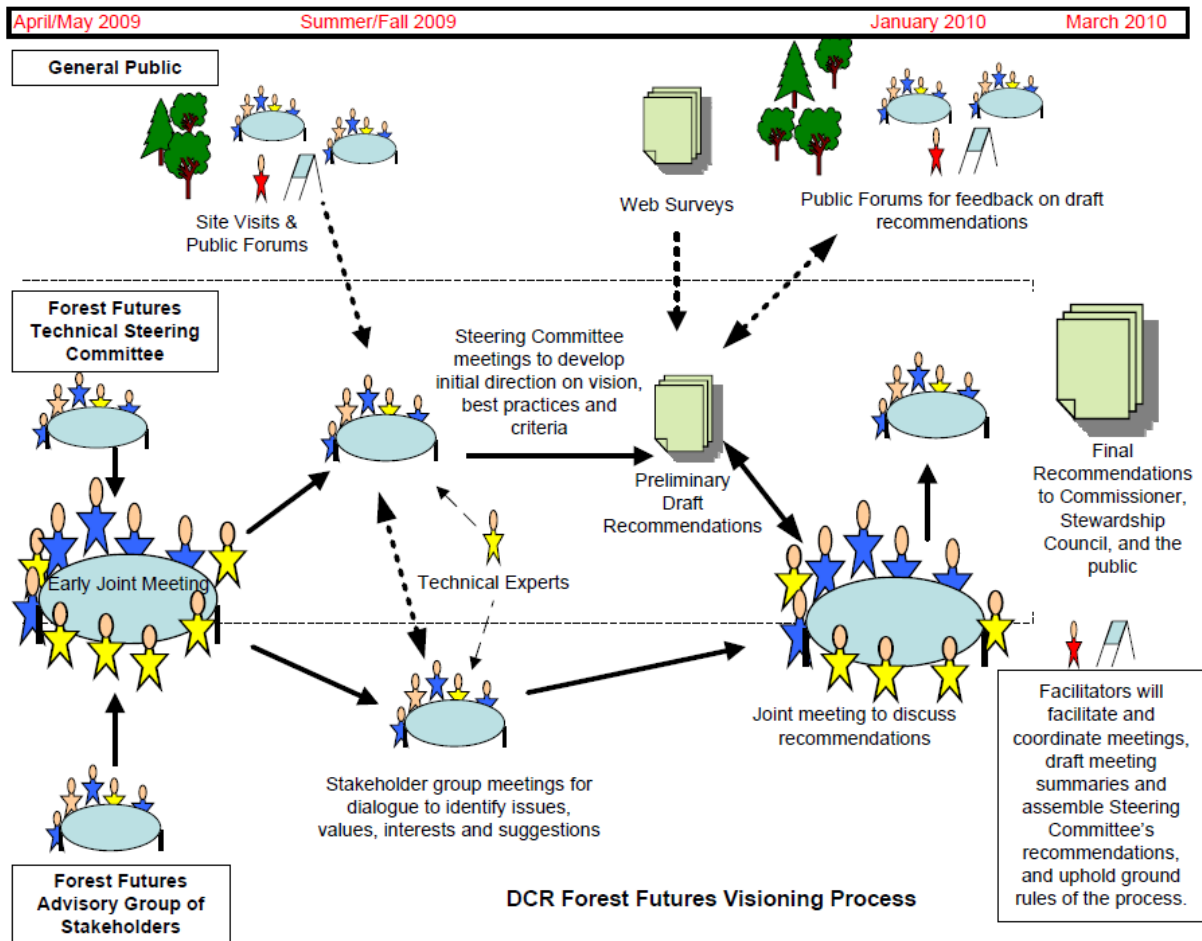 April/May 2009
Summer/Fall 2009
January 2010
March 2010
General Public
Site Visits &
Public Forums
Web Surveys
Public Forums for feedback on draft
recommendations
Forest Futures
Technical Steering
Committee
Steering Committee
meetings to develop
initial direction on vision,
best practices and
criteria
Preliminary
Draft
Recommendations
Final
Recommendations
to Commissioner,
Stewardship
Council, and the
public
Early Joint Meeting
Technical Experts
Joint meeting to discuss
recommendations
Stakeholder group meetings for
dialogue to identify issues,
values, interests and suggestions
Facilitators will
facilitate and
coordinate meetings,
draft meeting
summaries and
assemble Steering
Committee's
recommendations,
and uphold ground
rules of the process.
Forest Futures
Advisory Group of
Stakeholders
DCR Forest Futures Visioning Process